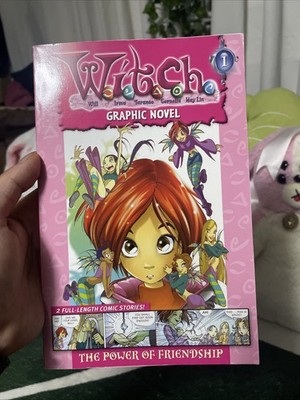 W.i.t.c.h.
1
Will Irma Taranee Cornelia Hay Lin
GRAPHIC NOVEL
2 FULL-LENGTH COMIC STORIES!
THE POWER OF FRIENDSHIP